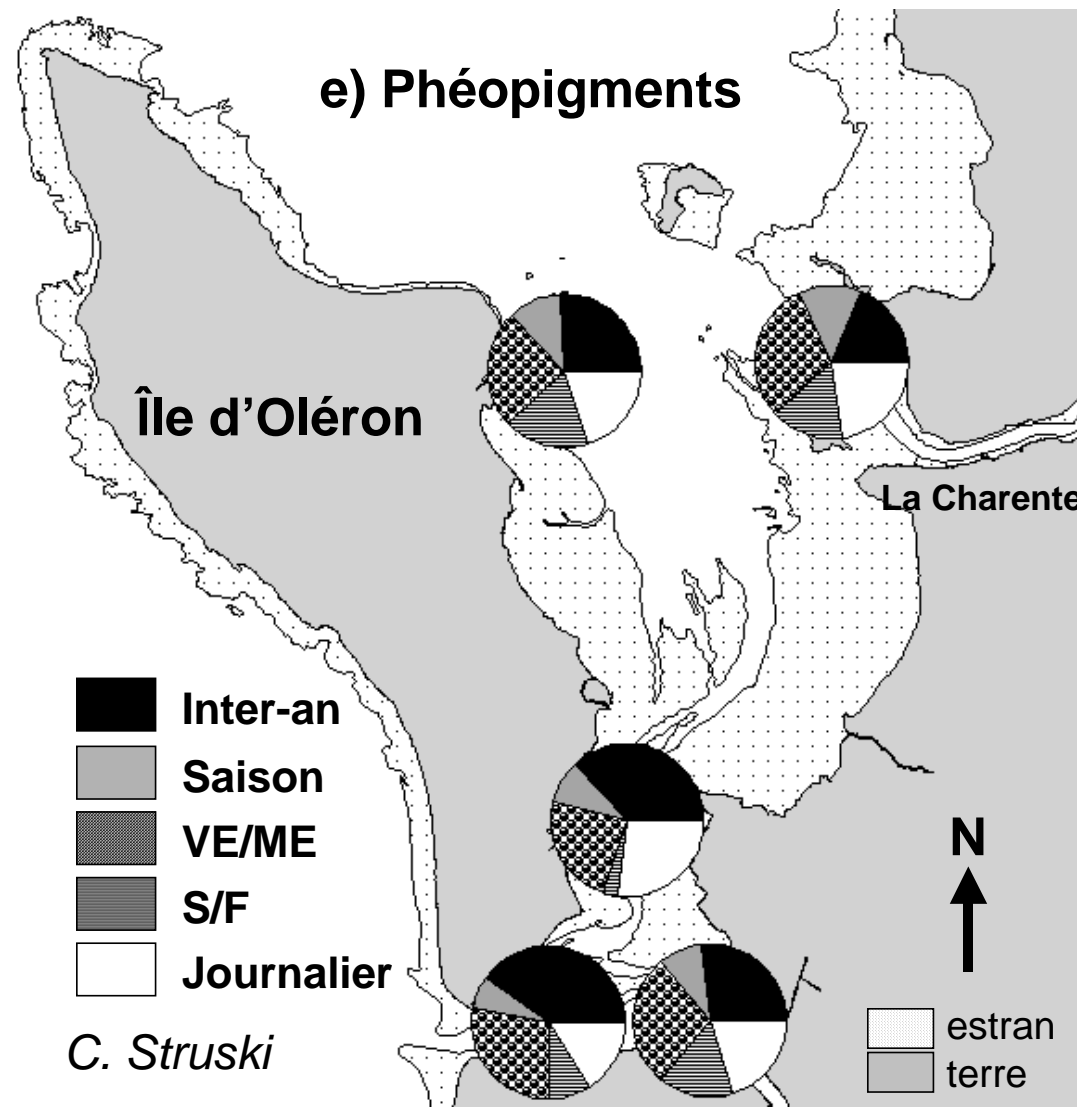 e) Phéopigments
Île d'Oléron
La Charente
Inter-an
Saison
VE/ME
S/F
Journalier
C. Struski
N
estran
terre